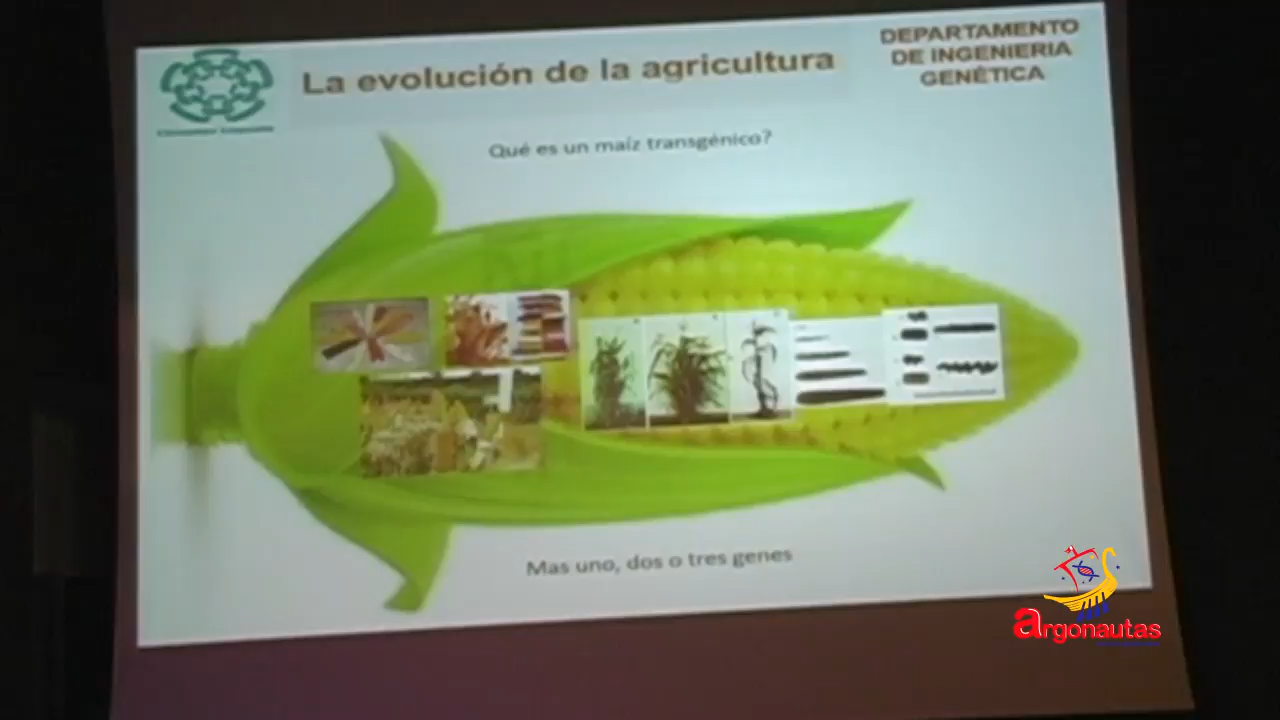 La evolución de la agricultura
DEPARTAMENTO
DE INGENIERIA
GENÉTICA
Qué es un maíz transgénico?
Mas uno, dos o tres genes
argonautas